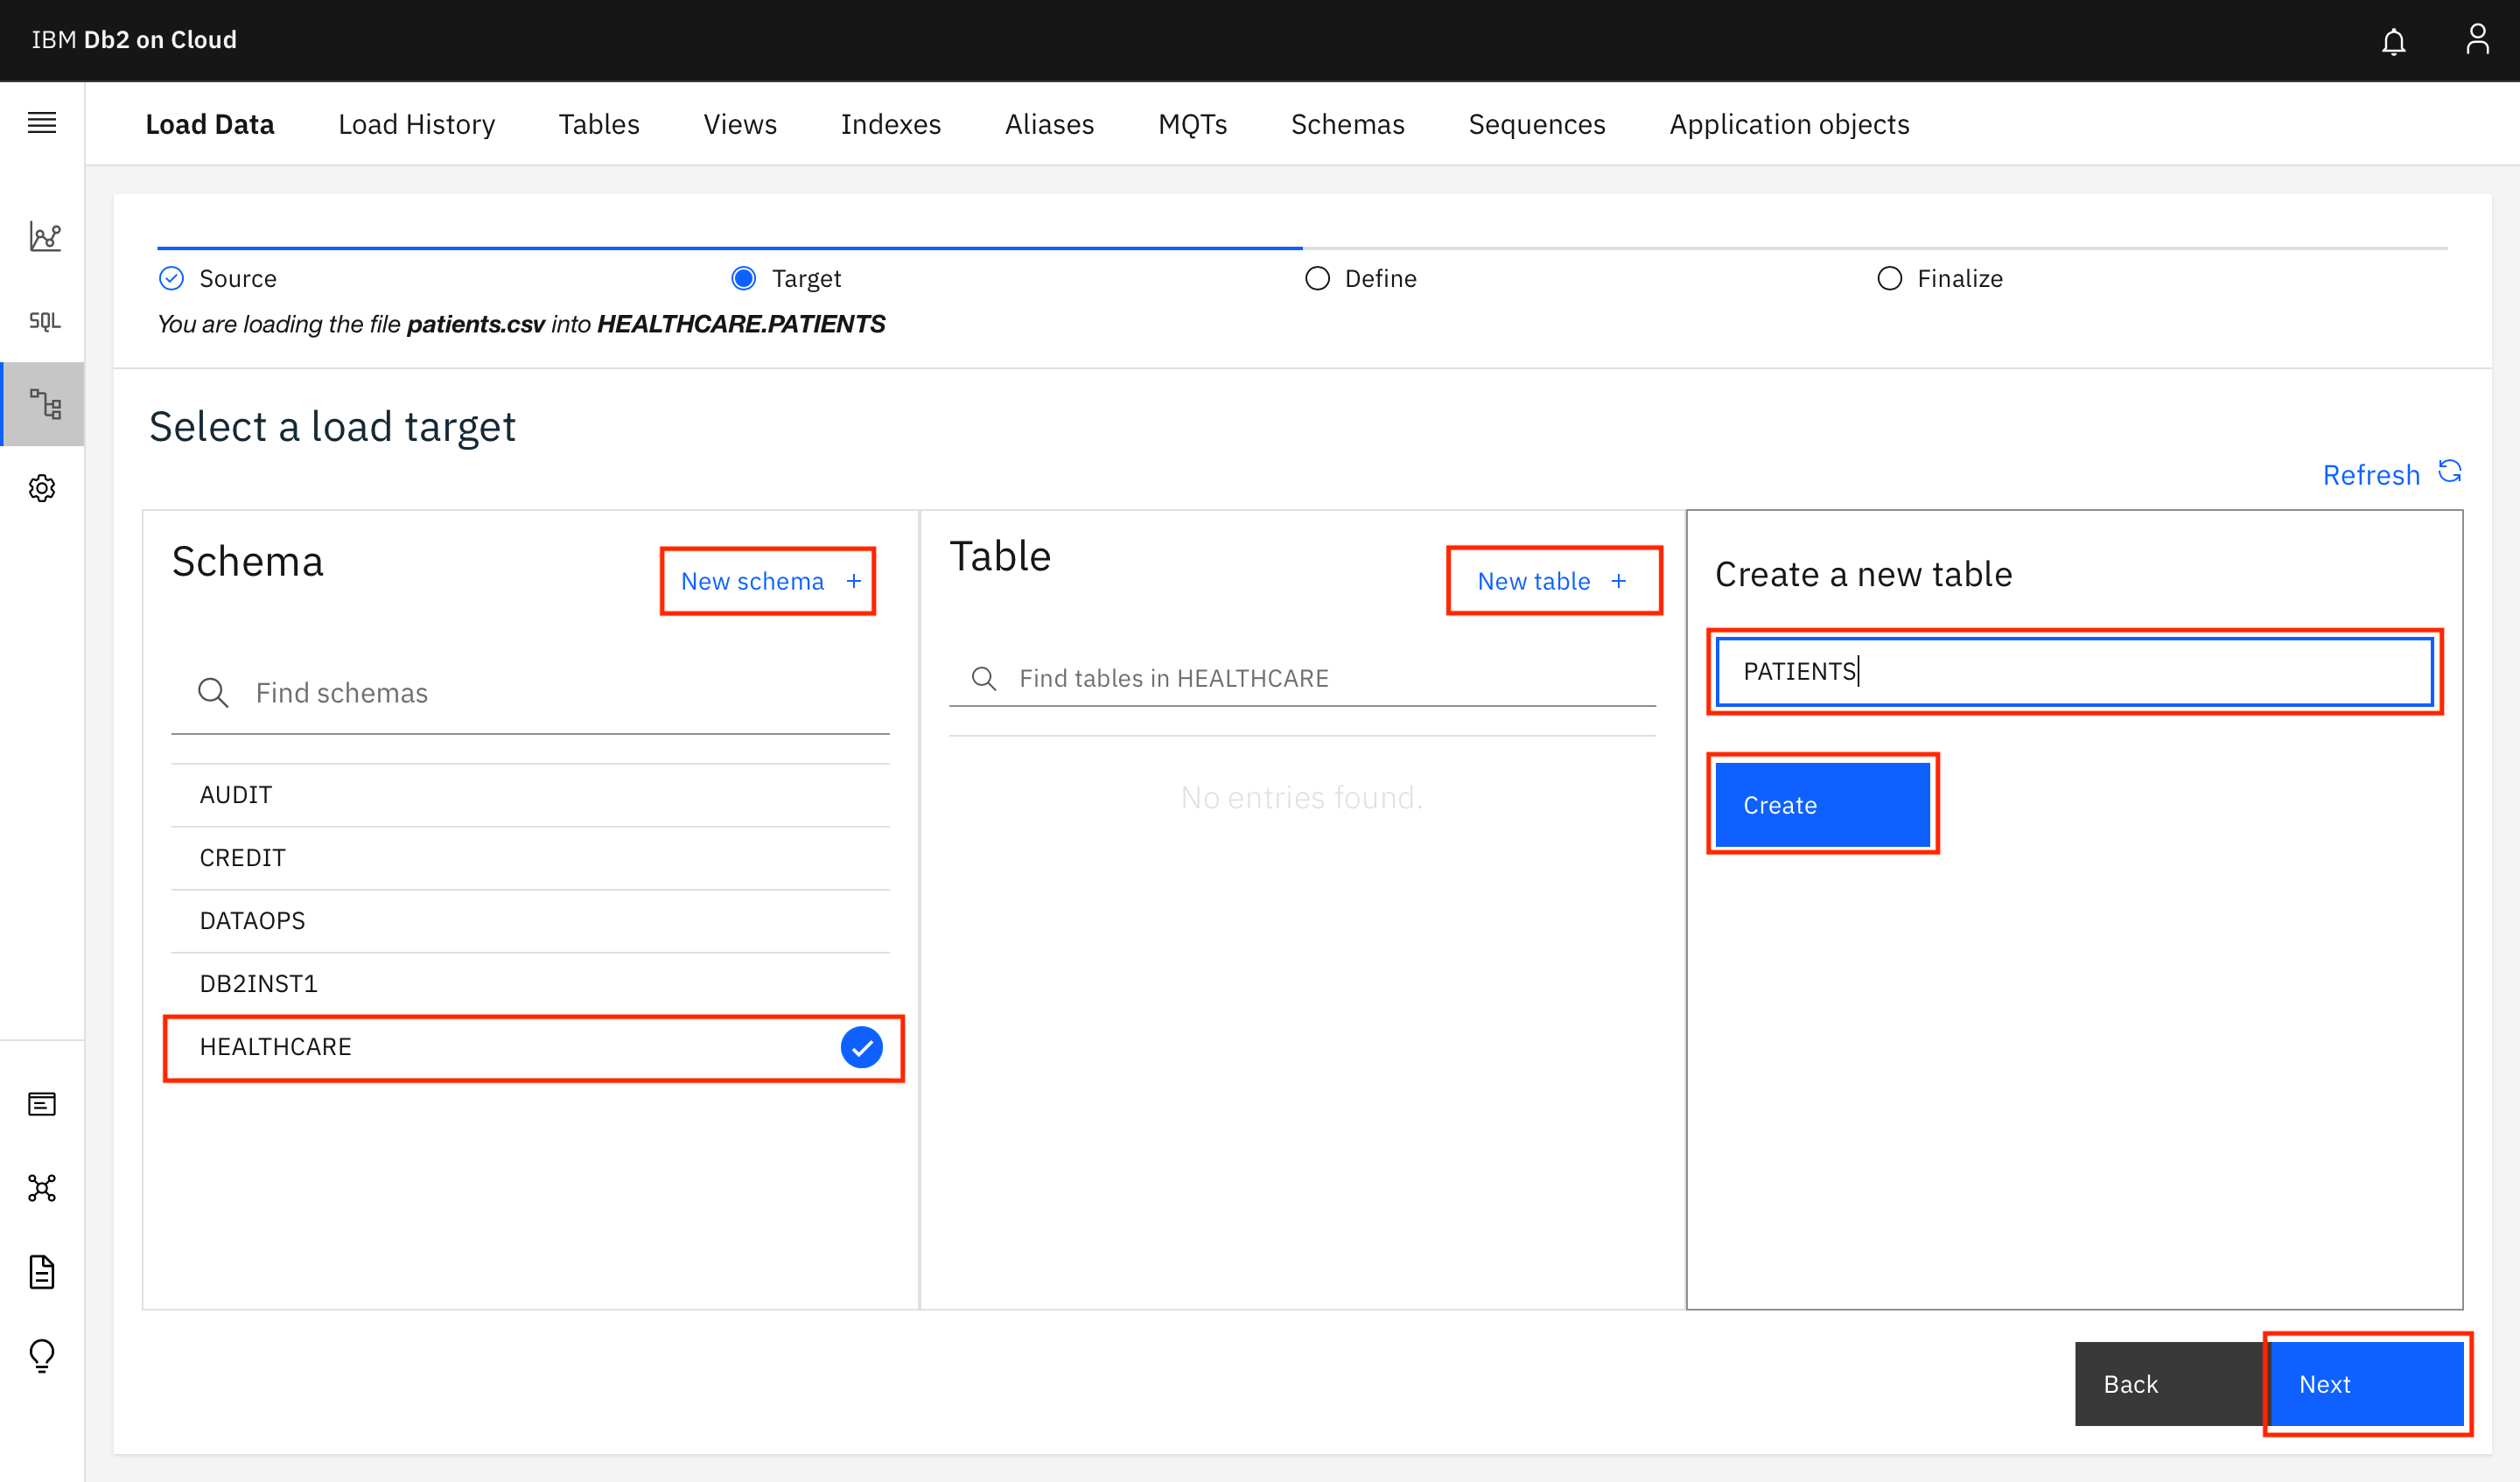 IBM Db2 on Cloud
Load Data Load History Tables Views Indexes Aliases MQTs Schemas Sequences Application objects
Source Target Define Finalize
You are loading the file patients.csv into HEALTHCARE.PATIENTS
SQL
Select a load target
Refresh
Schema
New schema +
Find schemas
AUDIT
CREDIT
DATAOPS
DB2INST1
HEALTHCARE
Table
New table +
Find tables in HEALTHCARE
No entries found.
Create a new table
PATIENTS
Create
Back Next